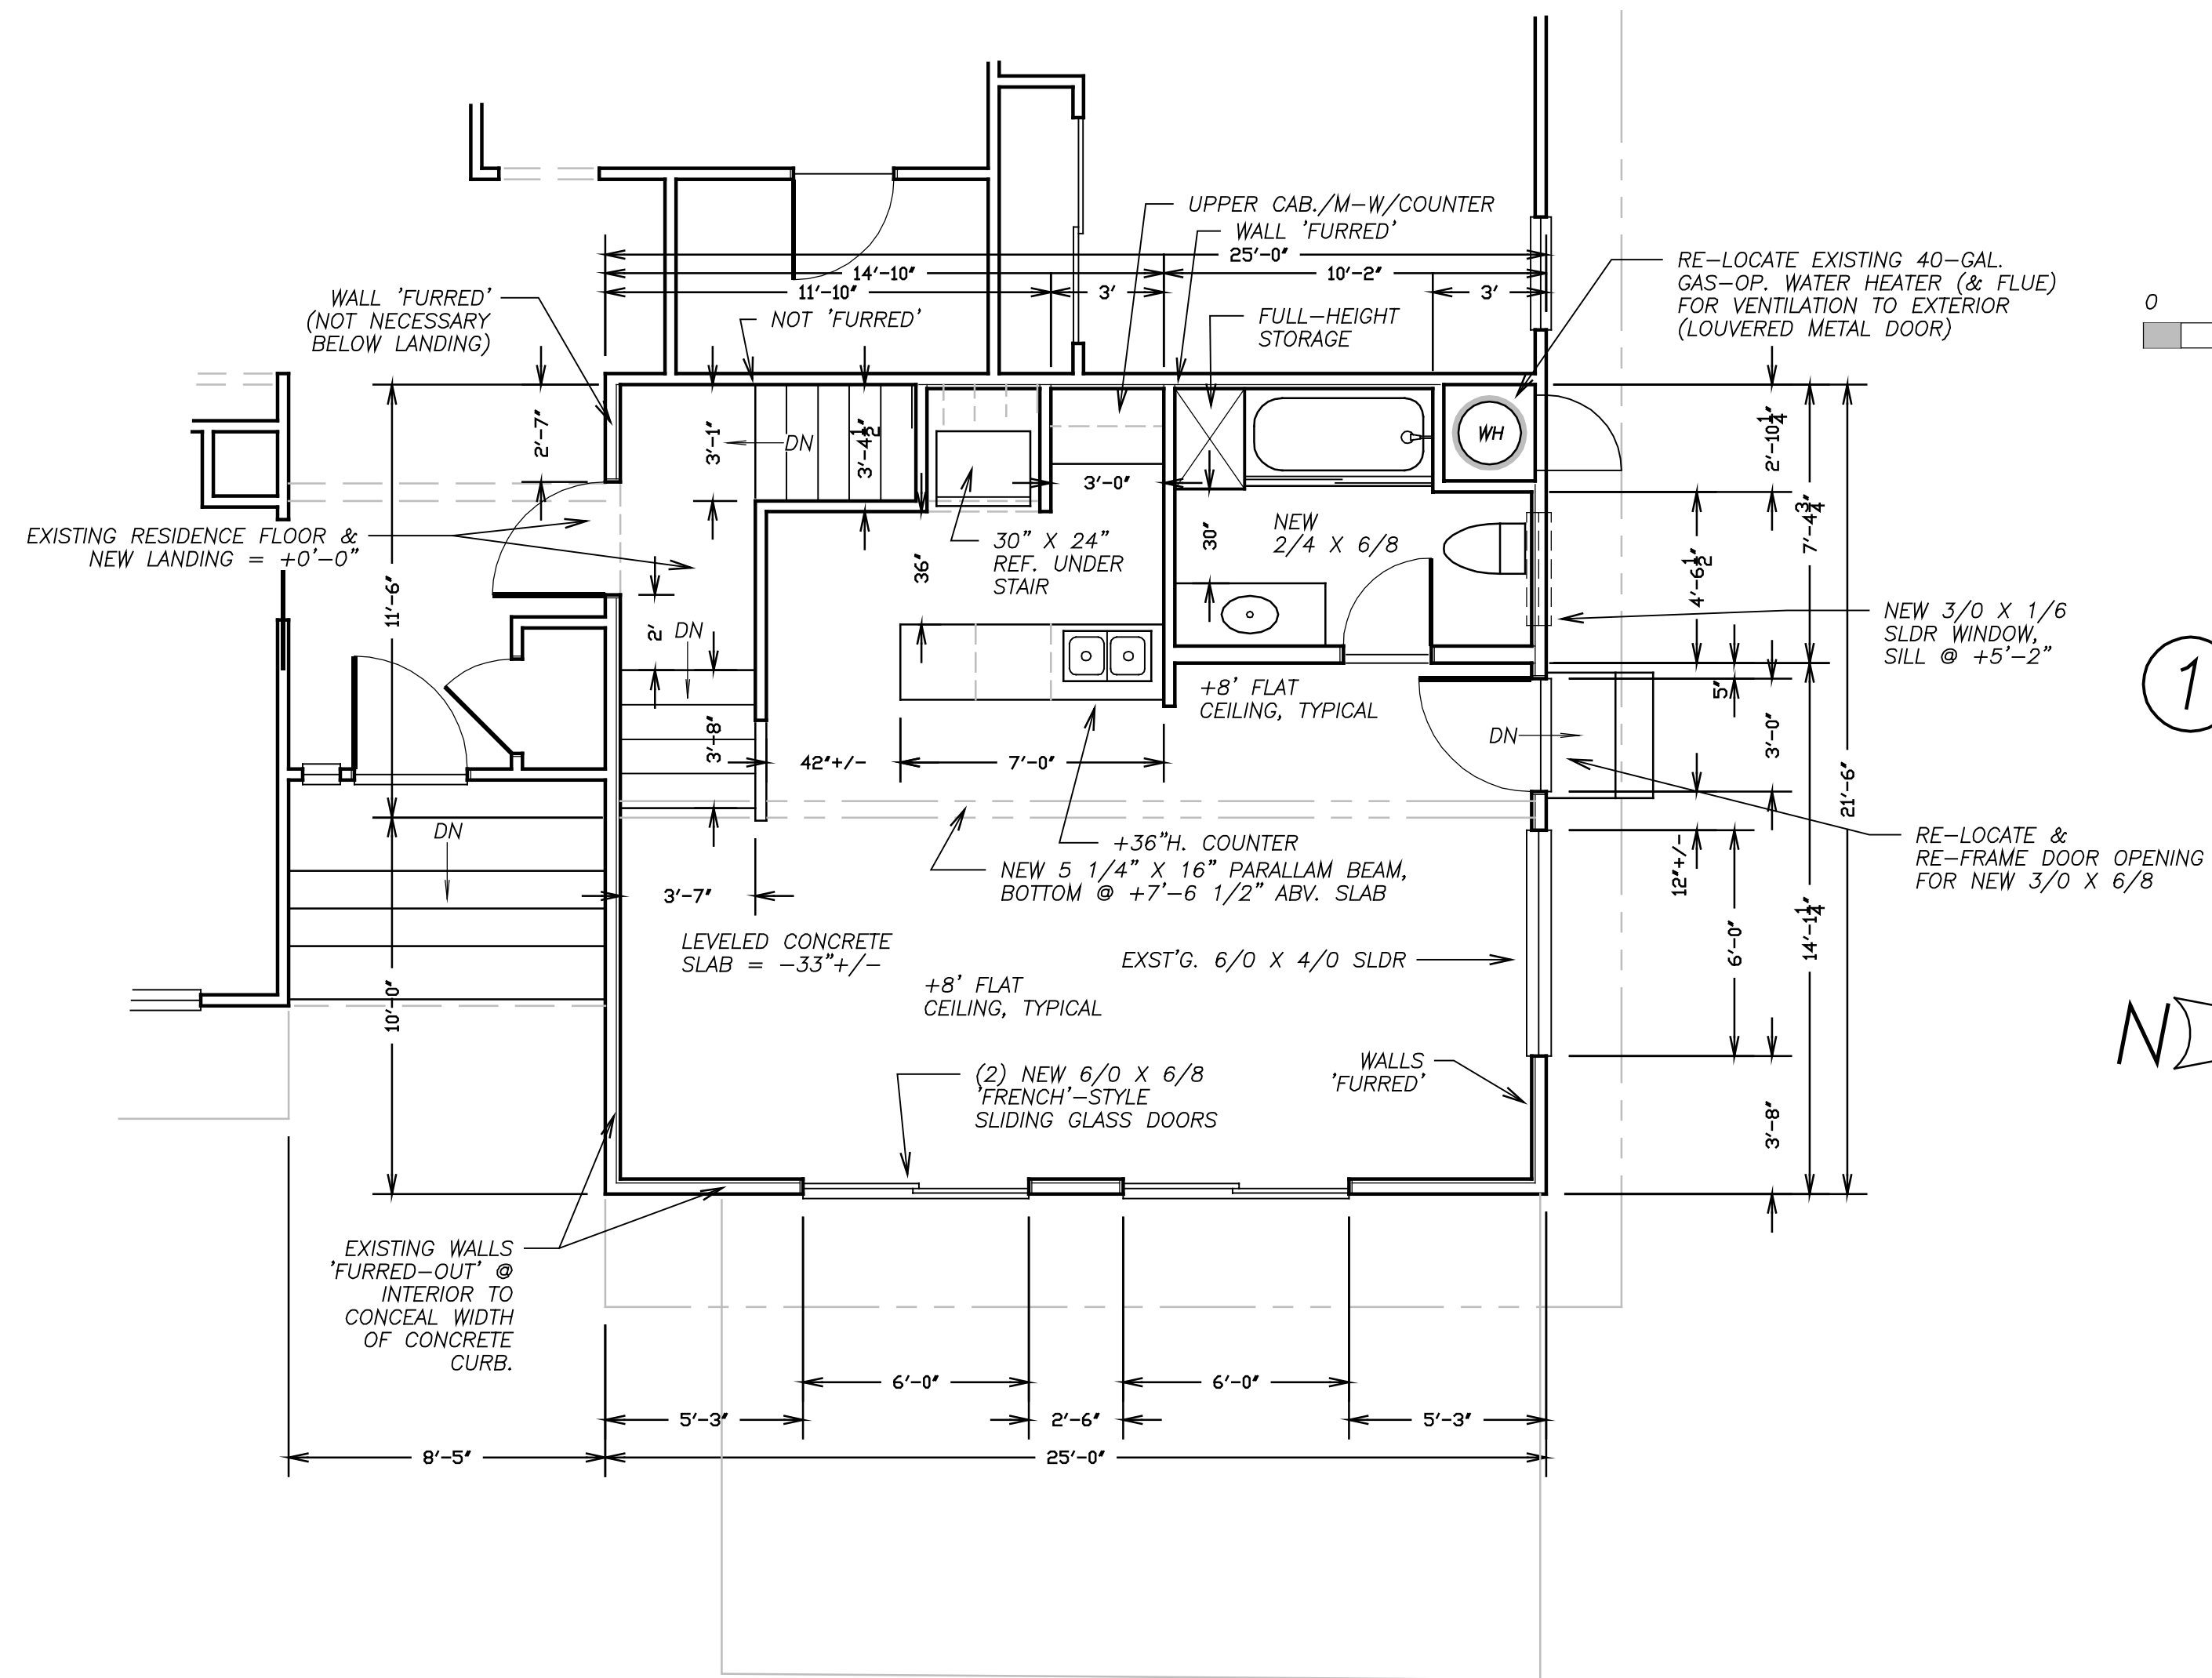 UPPER CAB./M-W/COUNTER
WALL 'FURRED'
25'-0"
14'-10"
10'-2"
11'-10"
3'
3'
RE-LOCATE EXISTING 40-GAL.
GAS-OP. WATER HEATER (& FLUE)
FOR VENTILATION TO EXTERIOR
(LOUVERED METAL DOOR)
0
WALL 'FURRED'
(NOT NECESSARY
BELOW LANDING)
NOT 'FURRED'
FULL-HEIGHT
STORAGE
2'-7"
3'-1"
DN
3'-4 1/2"
3'-0"
WH
2'-10 1/4"
7'-4 3/4"
EXISTING RESIDENCE FLOOR &
NEW LANDING = +0'-0"
11'-6"
36"
30" X 24"
REF. UNDER
STAIR
30"
NEW
2/4 X 6/8
4'-6 1/2"
NEW 3/0 X 1/6
SLDR WINDOW,
SILL @ +5'-2"
2'
DN
3'-8"
42"+/-
7'-0"
+8' FLAT
CEILING, TYPICAL
DN
5"
3'-0"
21'-6"
1
DN
+36"H. COUNTER
NEW 5 1/4" X 16" PARALLAM BEAM,
BOTTOM @ +7'-6 1/2" ABV. SLAB
12"+/-
RE-LOCATE &
RE-FRAME DOOR OPENING
FOR NEW 3/0 X 6/8
3'-7"
LEVELED CONCRETE
SLAB = -33"+/-
EXST'G. 6/0 X 4/0 SLDR
6'-0"
14'-1 1/4"
10'-0"
+8' FLAT
CEILING, TYPICAL
N
(2) NEW 6/0 X 6/8
'FRENCH'-STYLE
SLIDING GLASS DOORS
WALLS
'FURRED'
3'-8"
EXISTING WALLS
'FURRED-OUT' @
INTERIOR TO
CONCEAL WIDTH
OF CONCRETE
CURB.
6'-0"
6'-0"
5'-3"
2'-6"
5'-3"
8'-5"
25'-0"